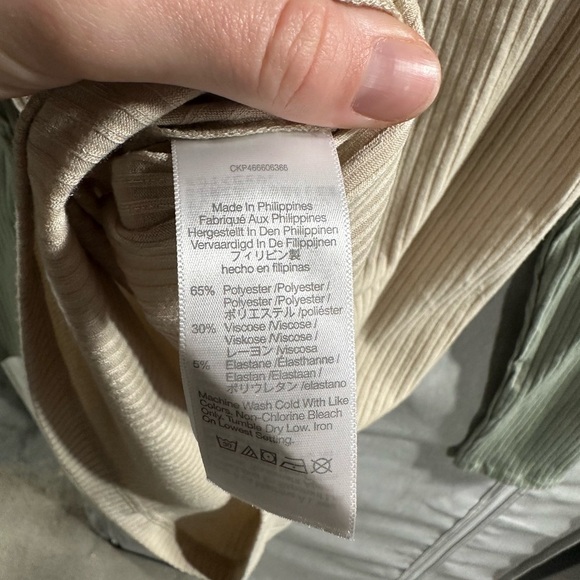 CKP466606386
Made In Philippines
Fabriqué Aux Philippines
Hergestellt In Den Philippinen
Vervaardigd In De Filippijnen
フィリピン製
hecho en filipinas
65% Polyester /Polyester/
Polyester /Polyester/
ポリエステル /poliéster
30% Viscose /Viscose /
Viskose /Viscose /
レーヨン /viscosa
5% Elastane /Élasthanne /
Elastan /Elastaan /
ポリウレタン /elastano
Machine Wash Cold With Like
Colors. Non-Chlorine Bleach
Only. Tumble Dry Low. Iron
On Lowest Setting.